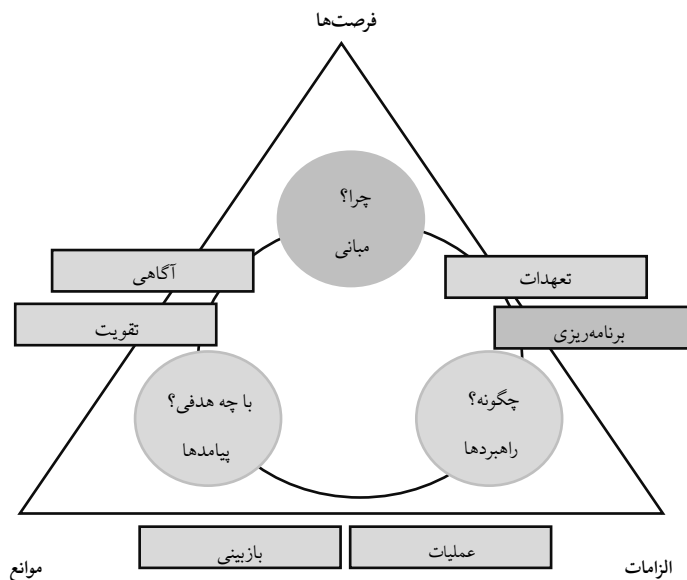 فرصت‌ها
چرا؟
مبانی
آگاهی
تعهدات
تقویت
برنامه‌ریزی
با چه هدفی؟
پیامدها
چگونه؟
راهبردها
بازبینی
عملیات
موانع
الزامات